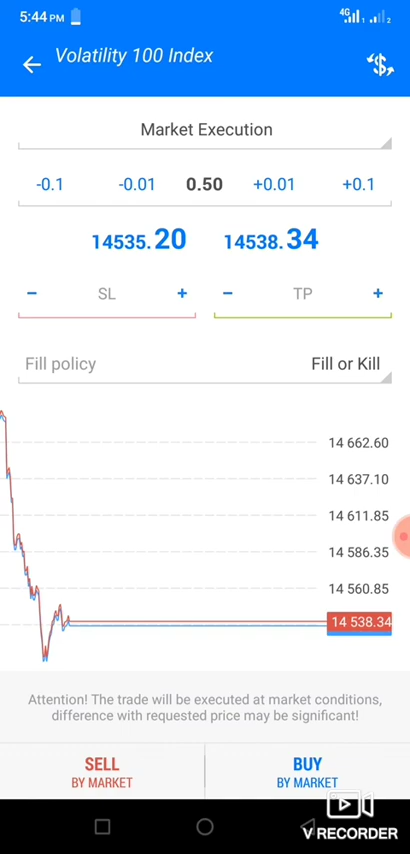 5:44 PM
4G 1 2
Volatility 100 Index
$
Market Execution
-0.1 -0.01 0.50 +0.01 +0.1
14535.20 14538.34
− SL + − TP +
Fill policy Fill or Kill
14 662.60
14 637.10
14 611.85
14 586.35
14 560.85
14 538.34
Attention! The trade will be executed at market conditions,
difference with requested price may be significant!
SELL BUY
BY MARKET BY MARKET
V RECORDER